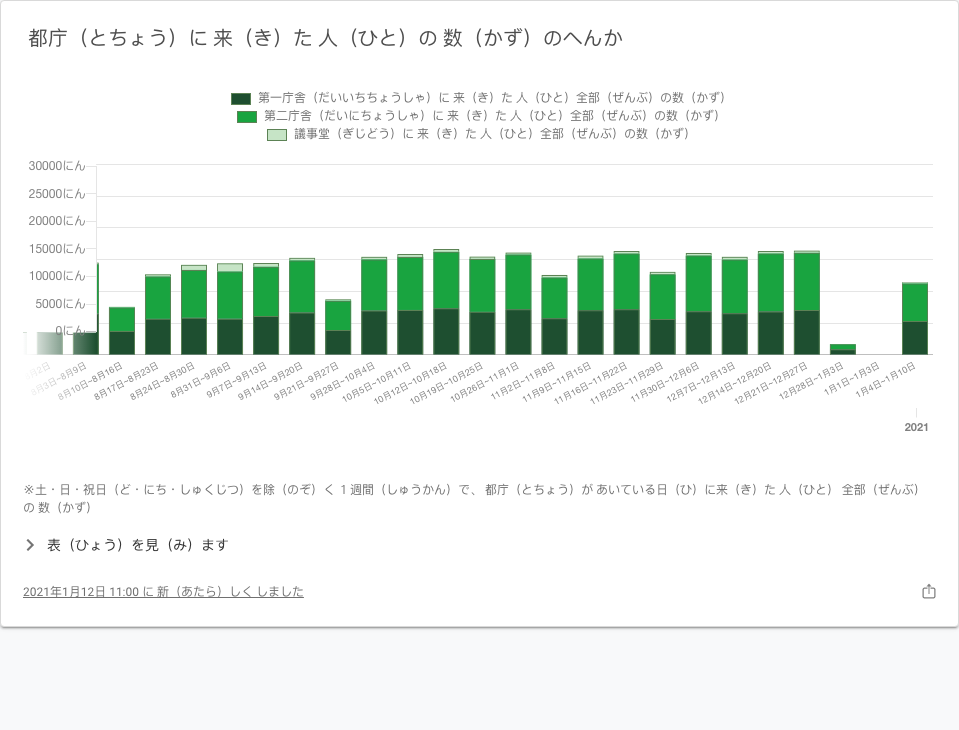 都庁（とちょう）に 来（き）た 人（ひと）の 数（かず）のへんか
第一庁舎（だいいちちょうしゃ）に 来（き）た 人（ひと）全部（ぜんぶ）の数（かず）
第二庁舎（だいにちょうしゃ）に 来（き）た 人（ひと）全部（ぜんぶ）の数（かず）
議事堂（ぎじどう）に 来（き）た 人（ひと）全部（ぜんぶ）の数（かず）
30000にん
25000にん
20000にん
15000にん
10000にん
5000にん
0にん
8月10日~8月16日
8月17日~8月23日
8月24日~8月30日
8月31日~9月6日
9月7日~9月13日
9月14日~9月20日
9月21日~9月27日
9月28日~10月4日
10月5日~10月11日
10月12日~10月18日
10月19日~10月25日
10月26日~11月1日
11月2日~11月8日
11月9日~11月15日
11月16日~11月22日
11月23日~11月29日
11月30日~12月6日
12月7日~12月13日
12月14日~12月20日
12月21日~12月27日
12月28日~1月3日
1月1日~1月3日
1月4日~1月10日
2021
※土・日・祝日（ど・にち・しゅくじつ）を除（のぞ）く 1 週間（しゅうかん）で、 都庁（とちょう）が あいている日（ひ）に来（き）た 人（ひと） 全部（ぜんぶ）
の 数（かず）
表（ひょう）を見（み）ます
2021年1月12日 11:00 に 新（あたら）しく しました